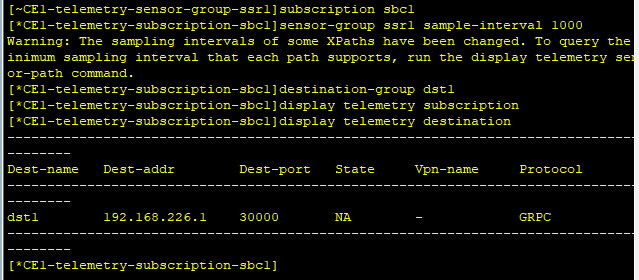 [~CE1-telemetry-sensor-group-ssr1]subscription sbc1
[*CE1-telemetry-subscription-sbc1]sensor-group ssr1 sample-interval 1000
Warning: The sampling intervals of some XPaths have been changed. To query the
inimum sampling interval that each path supports, run the display telemetry sen
or-path command.
[*CE1-telemetry-subscription-sbc1]destination-group dst1
[*CE1-telemetry-subscription-sbc1]display telemetry subscription
[*CE1-telemetry-subscription-sbc1]display telemetry destination
-------------------------------------------------------------------------------
--------
Dest-name Dest-addr Dest-port State Vpn-name Protocol
-------------------------------------------------------------------------------
--------
dst1 192.168.226.1 30000 NA - GRPC
-------------------------------------------------------------------------------
--------
[*CE1-telemetry-subscription-sbc1]